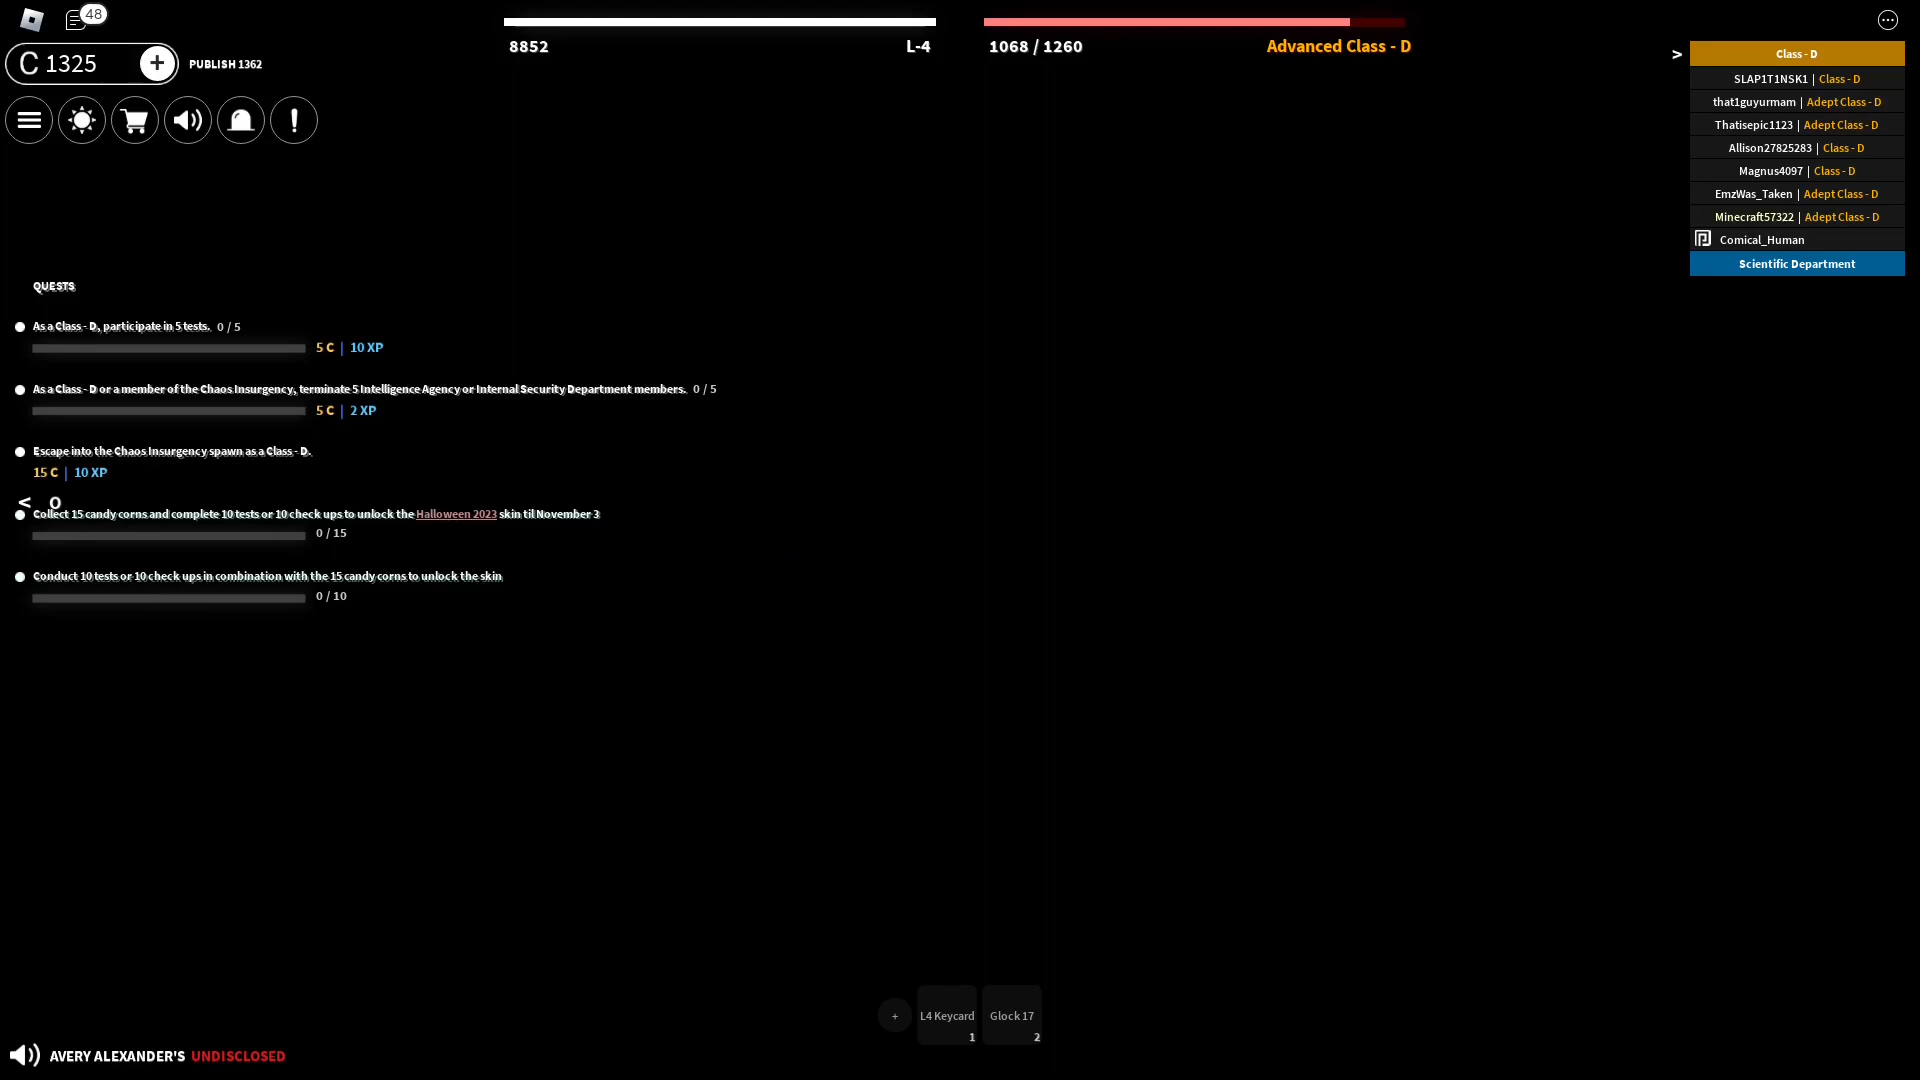 48
C 1325 +
PUBLISH 1362
8852 L-4
1068 / 1260 Advanced Class - D
>
Class - D
SLAP1T1NSK1 | Class - D
that1guyurmam | Adept Class - D
Thatisepic1123 | Adept Class - D
Allison27825283 | Class - D
Magnus4097 | Class - D
EmzWas_Taken | Adept Class - D
Minecraft57322 | Adept Class - D
Comical_Human
Scientific Department
QUESTS
As a Class - D, participate in 5 tests. 0 / 5
5 C | 10 XP
As a Class - D or a member of the Chaos Insurgency, terminate 5 Intelligence Agency or Internal Security Department members. 0 / 5
5 C | 2 XP
Escape into the Chaos Insurgency spawn as a Class - D.
15 C | 10 XP
< O
Collect 15 candy corns and complete 10 tests or 10 check ups to unlock the Halloween 2023 skin til November 3
0 / 15
Conduct 10 tests or 10 check ups in combination with the 15 candy corns to unlock the skin
0 / 10
+
L4 Keycard
1
Glock 17
2
AVERY ALEXANDER'S UNDISCLOSED